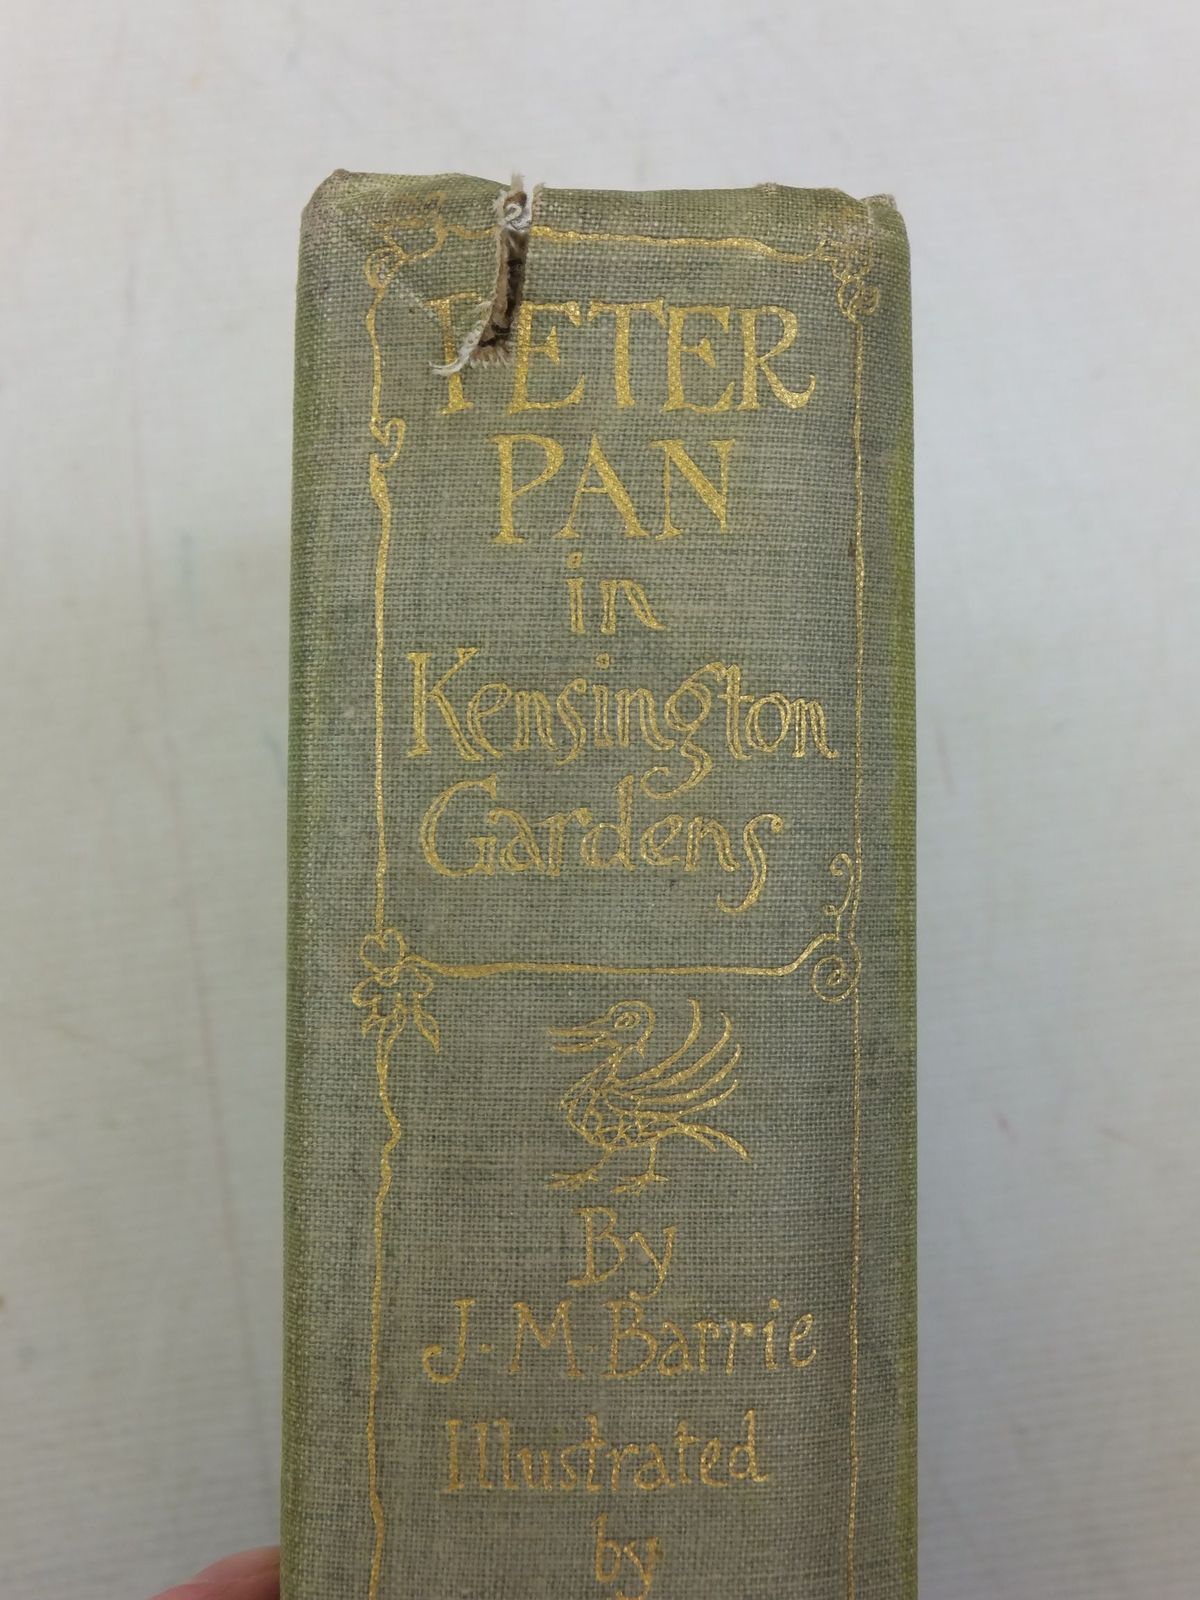 PETER
PAN
in
Kensington
Gardens
By
J. M. Barrie
Illustrated
by